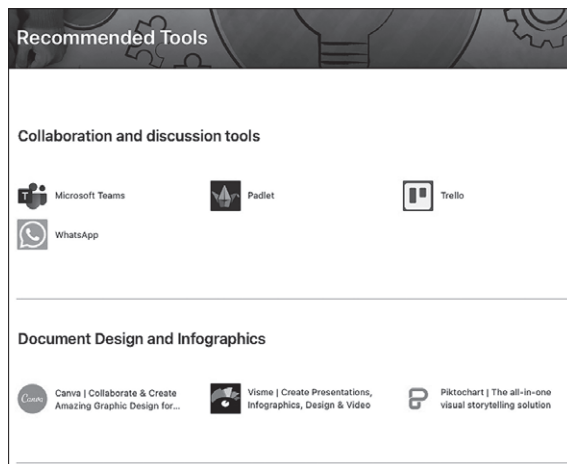 Recommended Tools
Collaboration and discussion tools
Microsoft Teams
Padlet
Trello
WhatsApp
Document Design and Infographics
Canva
Canva | Collaborate & Create
Amazing Graphic Design for...
Visme | Create Presentations,
Infographics, Design & Video
Piktochart | The all-in-one
visual storytelling solution